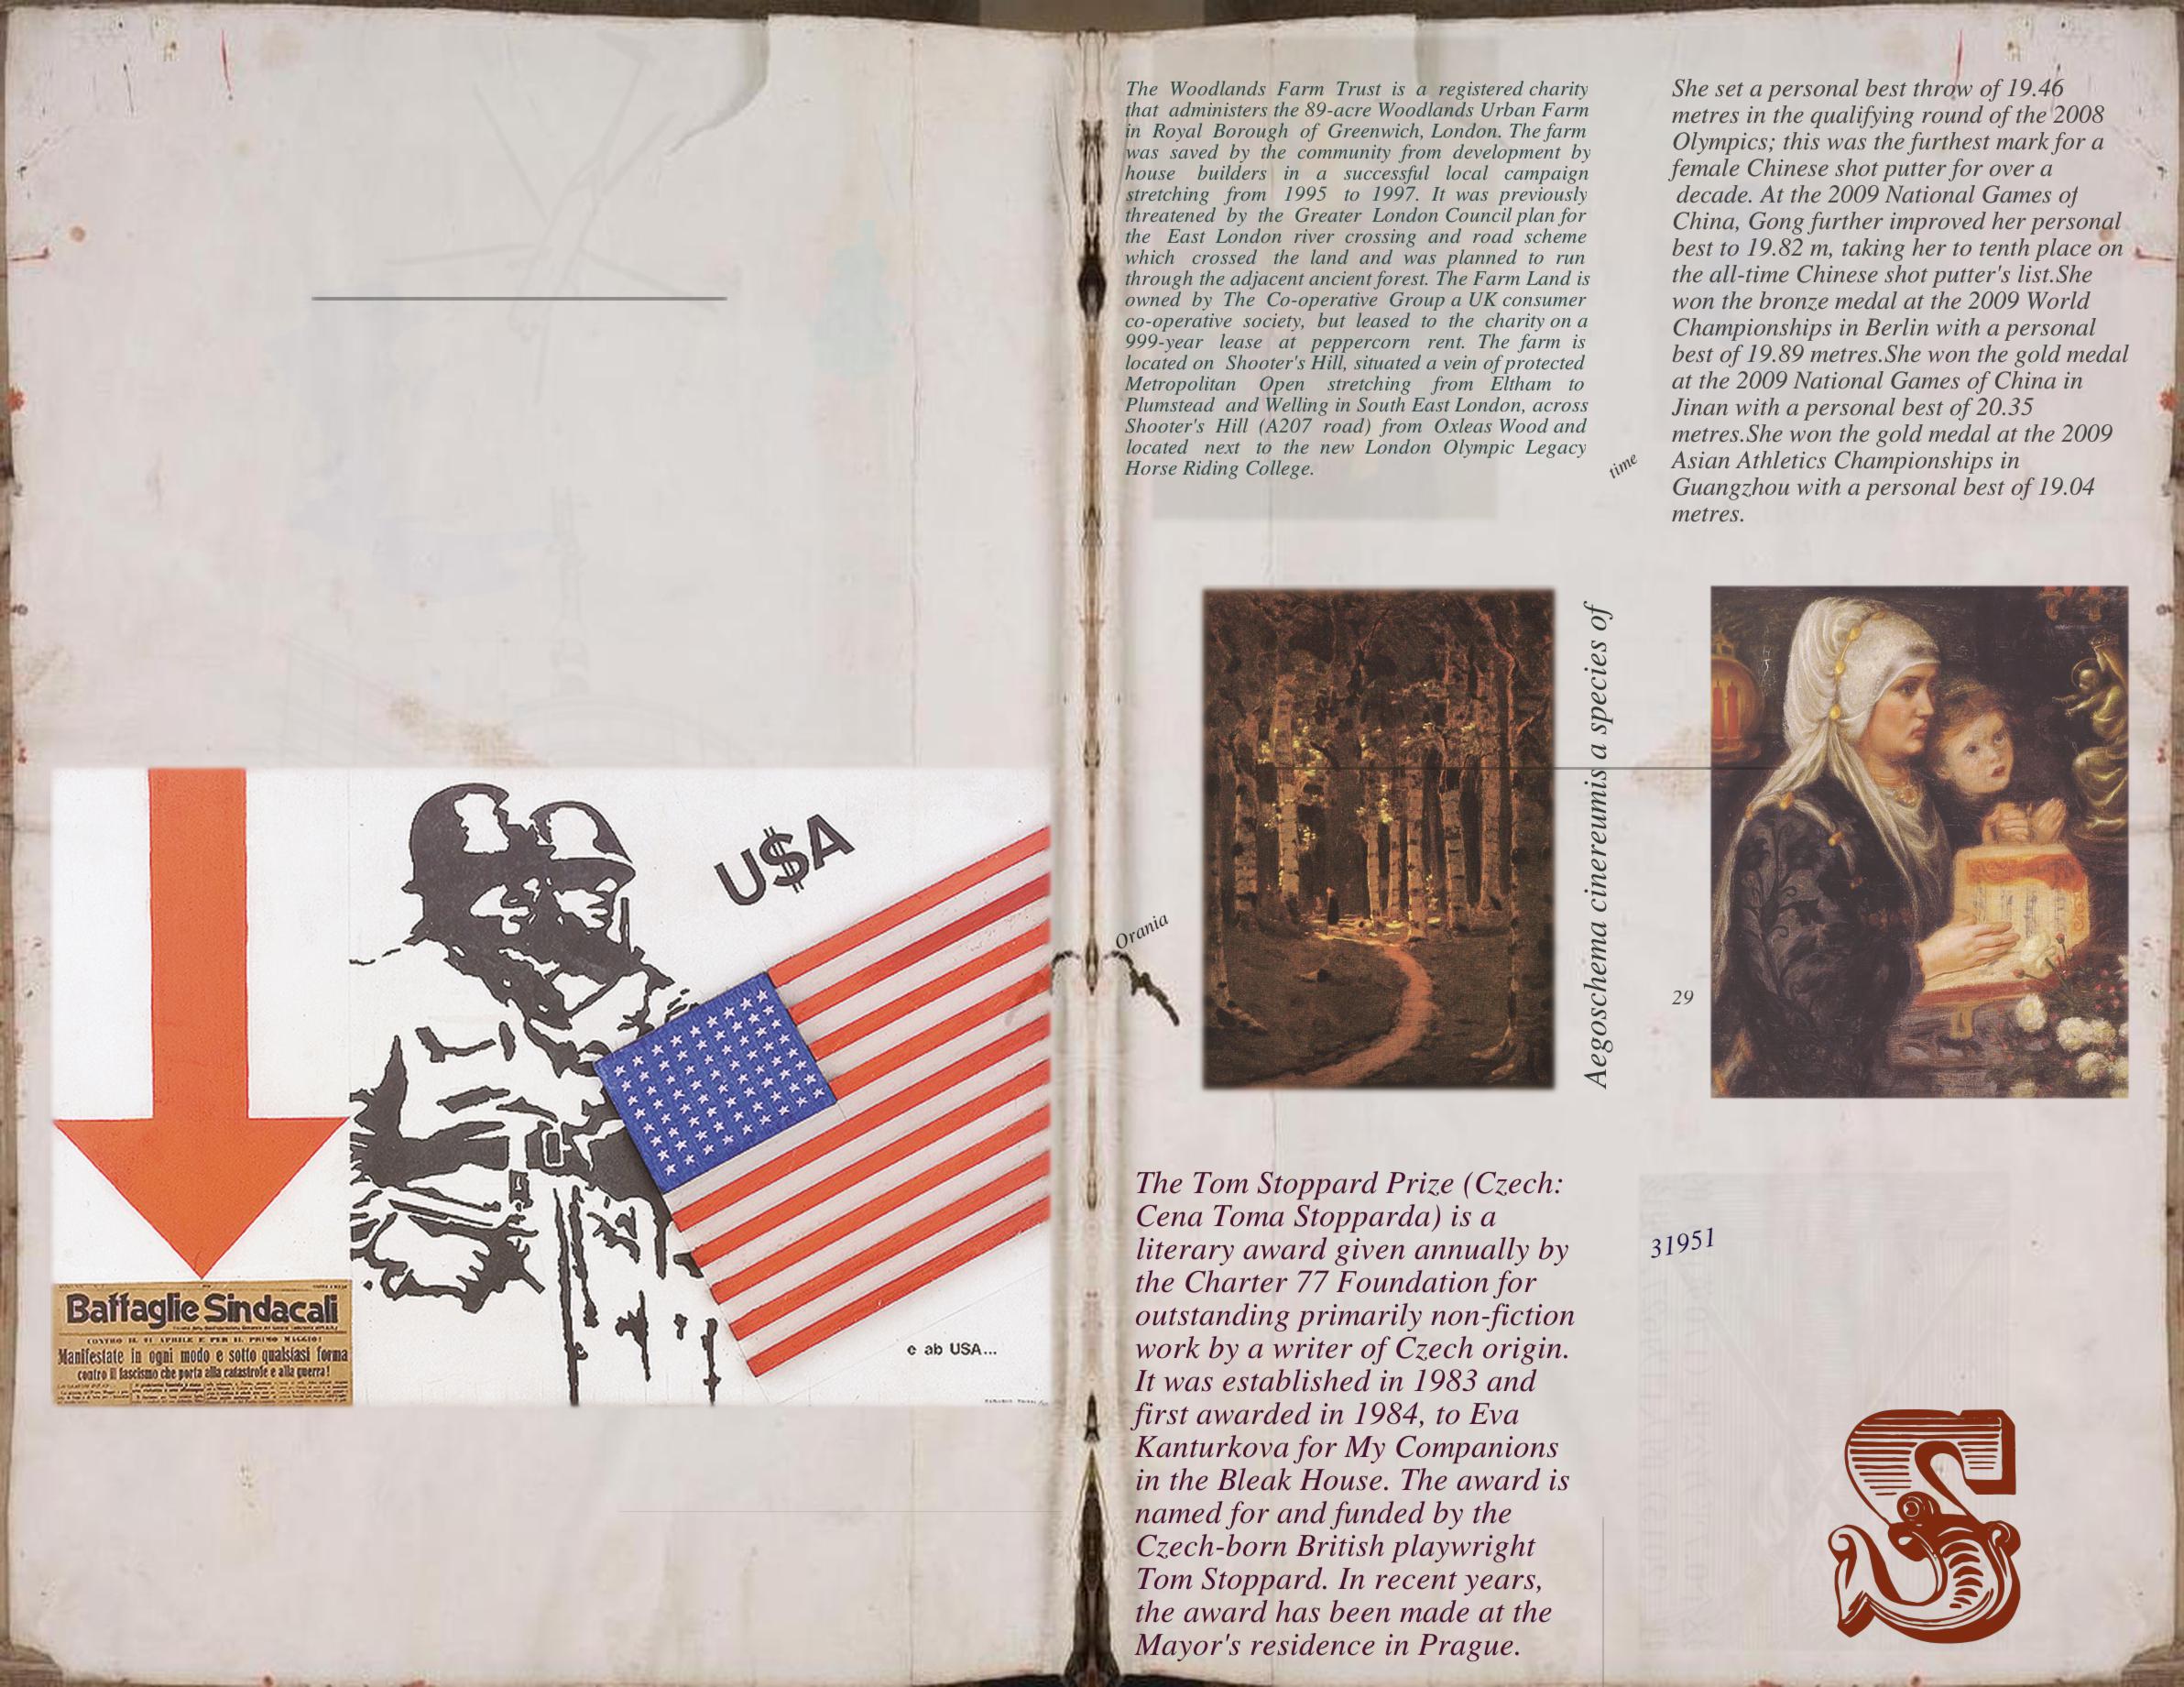 U$A
e ab USA...
Battaglie Sindacali
CONTRO IL 21 APRILE E PER IL PRIMO MAGGIO!
Manifestate in ogni modo e sotto qualsiasi forma
contro il fascismo che porta alla catastrofe e alla guerra!
The Woodlands Farm Trust is a registered charity
that administers the 89-acre Woodlands Urban Farm
in Royal Borough of Greenwich, London. The farm
was saved by the community from development by
house builders in a successful local campaign
stretching from 1995 to 1997. It was previously
threatened by the Greater London Council plan for
the East London river crossing and road scheme
which crossed the land and was planned to run
through the adjacent ancient forest. The Farm Land is
owned by The Co-operative Group a UK consumer
co-operative society, but leased to the charity on a
999-year lease at peppercorn rent. The farm is
located on Shooter's Hill, situated a vein of protected
Metropolitan Open stretching from Eltham to
Plumstead and Welling in South East London, across
Shooter's Hill (A207 road) from Oxleas Wood and
located next to the new London Olympic Legacy
Horse Riding College.
time
She set a personal best throw of 19.46
metres in the qualifying round of the 2008
Olympics; this was the furthest mark for a
female Chinese shot putter for over a
decade. At the 2009 National Games of
China, Gong further improved her personal
best to 19.82 m, taking her to tenth place on
the all-time Chinese shot putter's list.She
won the bronze medal at the 2009 World
Championships in Berlin with a personal
best of 19.89 metres.She won the gold medal
at the 2009 National Games of China in
Jinan with a personal best of 20.35
metres.She won the gold medal at the 2009
Asian Athletics Championships in
Guangzhou with a personal best of 19.04
metres.
Orania
Aegoschema cinereumis a species of
29
The Tom Stoppard Prize (Czech:
Cena Toma Stopparda) is a
literary award given annually by
the Charter 77 Foundation for
outstanding primarily non-fiction
work by a writer of Czech origin.
It was established in 1983 and
first awarded in 1984, to Eva
Kanturkova for My Companions
in the Bleak House. The award is
named for and funded by the
Czech-born British playwright
Tom Stoppard. In recent years,
the award has been made at the
Mayor's residence in Prague.
31951
S